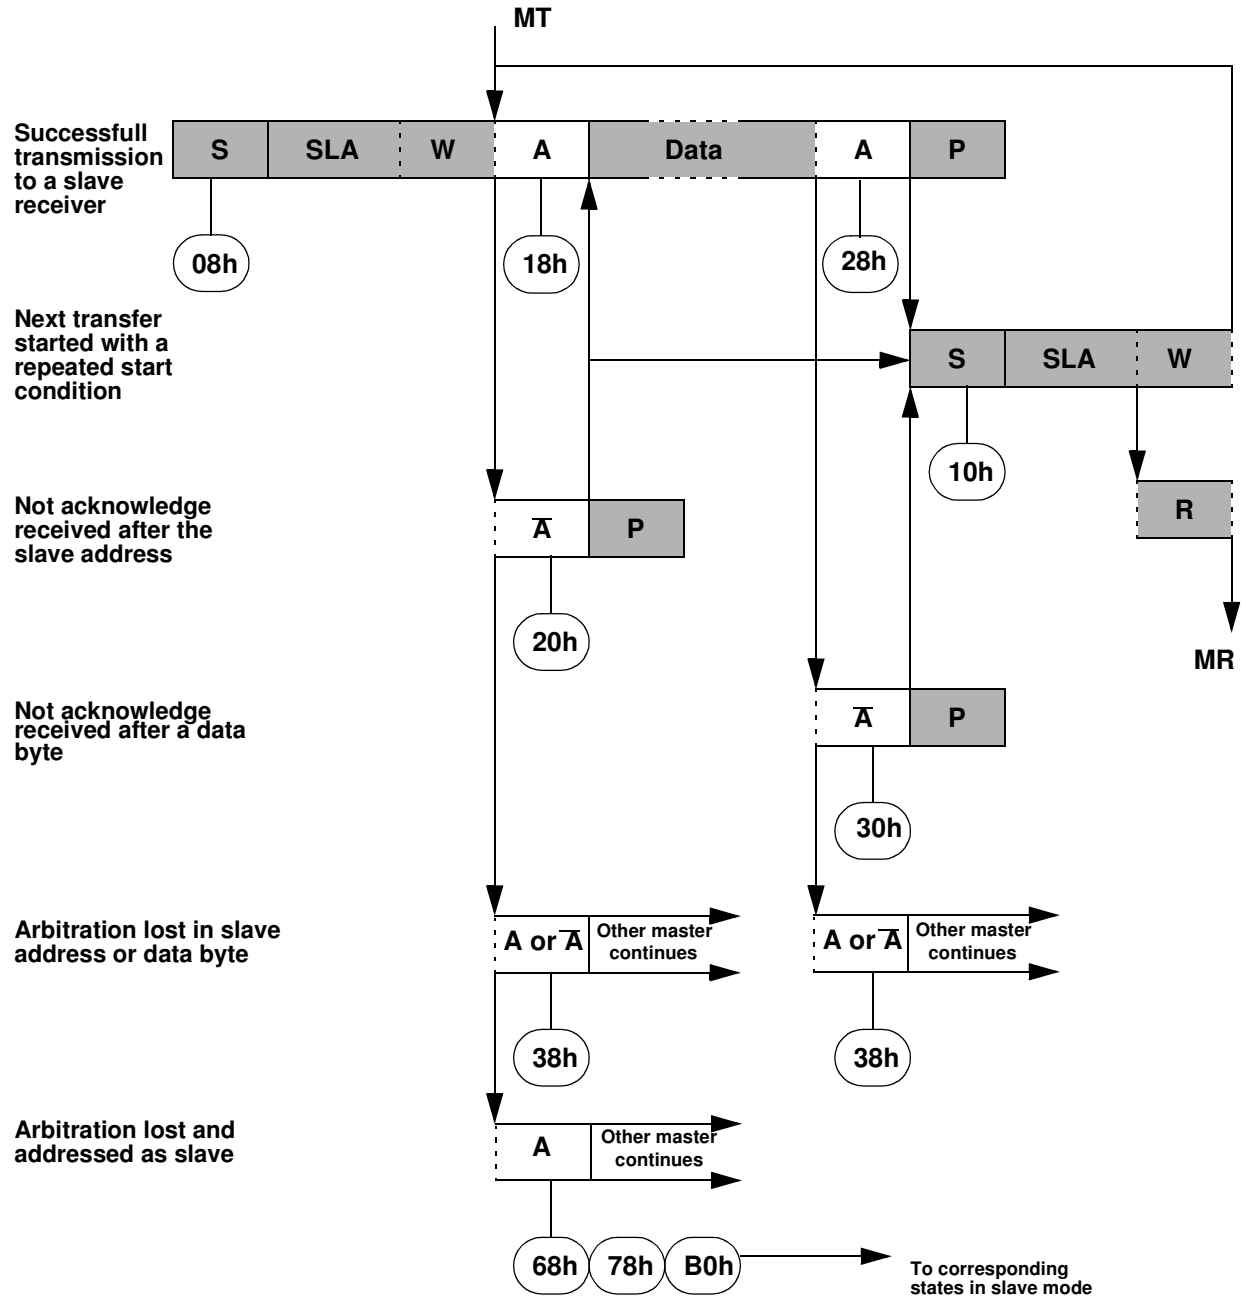 MT
Successfull
transmission
to a slave
receiver
S SLA W A Data A P
08h 18h 28h
Next transfer
started with a
repeated start
condition
S SLA W
10h
Not acknowledge
received after the
slave address
A̅ P
R
20h
MR
Not acknowledge
received after a data
byte
A̅ P
30h
Arbitration lost in slave
address or data byte
A or A̅
Other master
continues
A or A̅
Other master
continues
38h 38h
Arbitration lost and
addressed as slave
A
Other master
continues
68h 78h B0h
To corresponding
states in slave mode